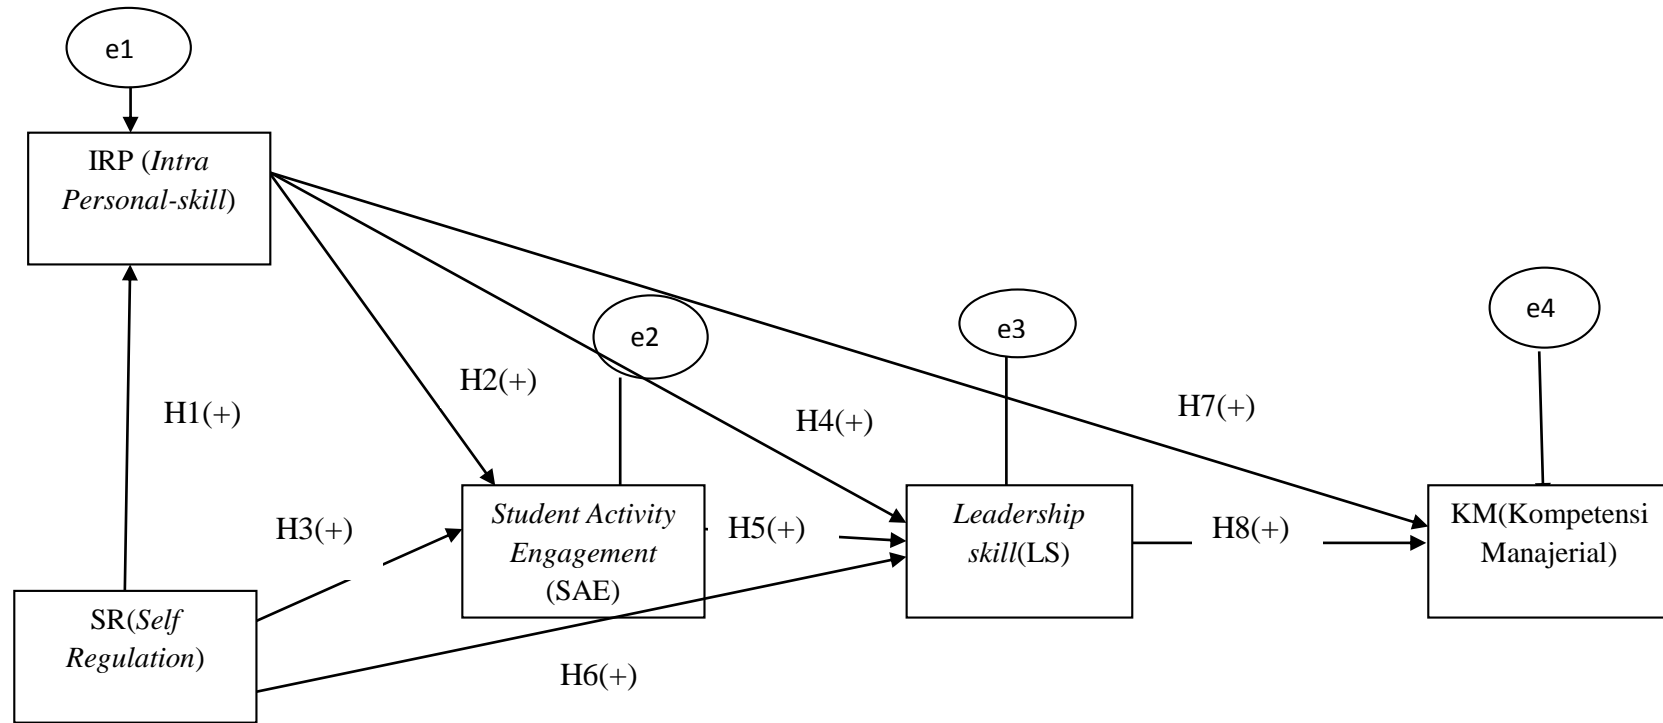 e1
IRP (Intra
Personal-skill)
e2
e3
e4
H1(+)
H2(+)
H4(+)
H7(+)
H3(+)
Student Activity
Engagement
(SAE)
H5(+)
Leadership
skill(LS)
H8(+)
KM(Kompetensi
Manajerial)
SR(Self
Regulation)
H6(+)